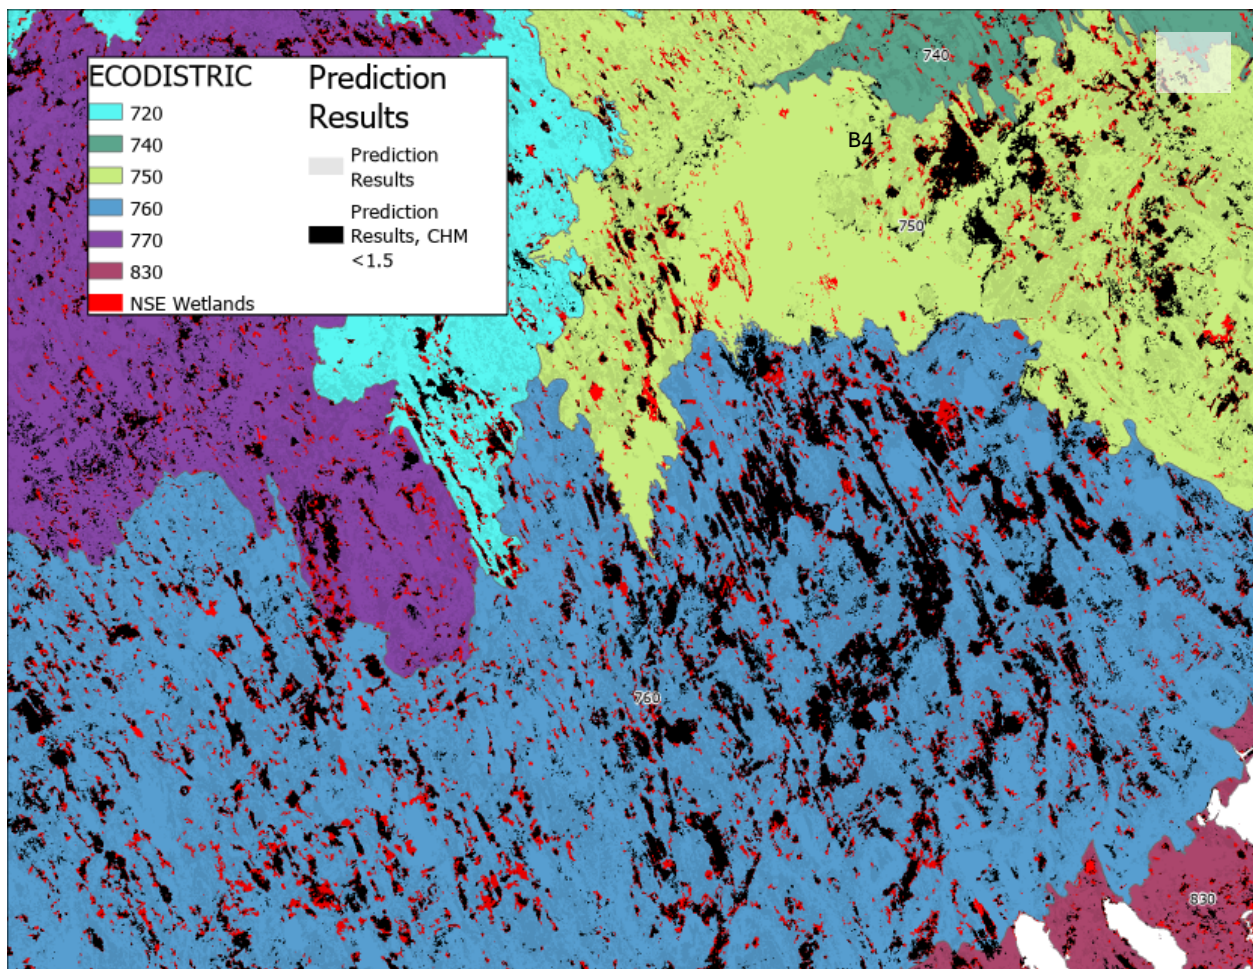 ECODISTRIC
720
740
750
760
770
830
NSE Wetlands
Prediction
Results
Prediction
Results
Prediction
Results, CHM
<1.5
740
B4
750
760
830